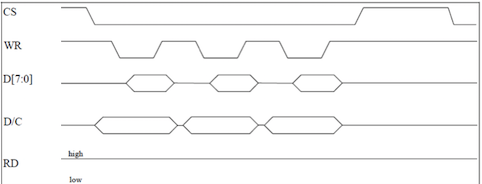 CS
WR
D[7:0]
D/C
high
RD
low